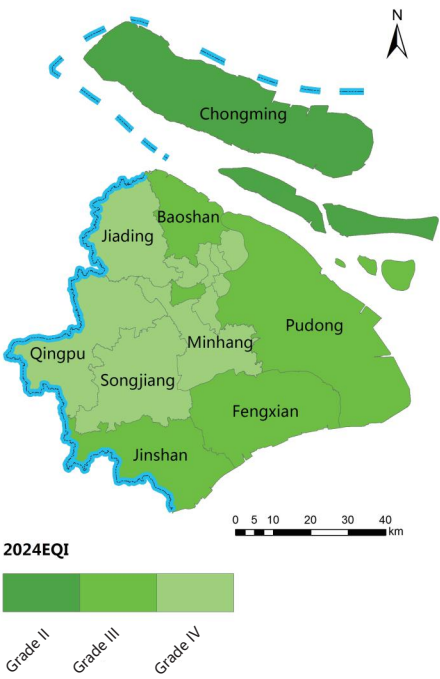 N
Chongming
Baoshan
Jiading
Pudong
Minhang
Qingpu
Songjiang
Fengxian
Jinshan
0 5 10 20 30 40
km
2024EQI
Grade II
Grade III
Grade IV